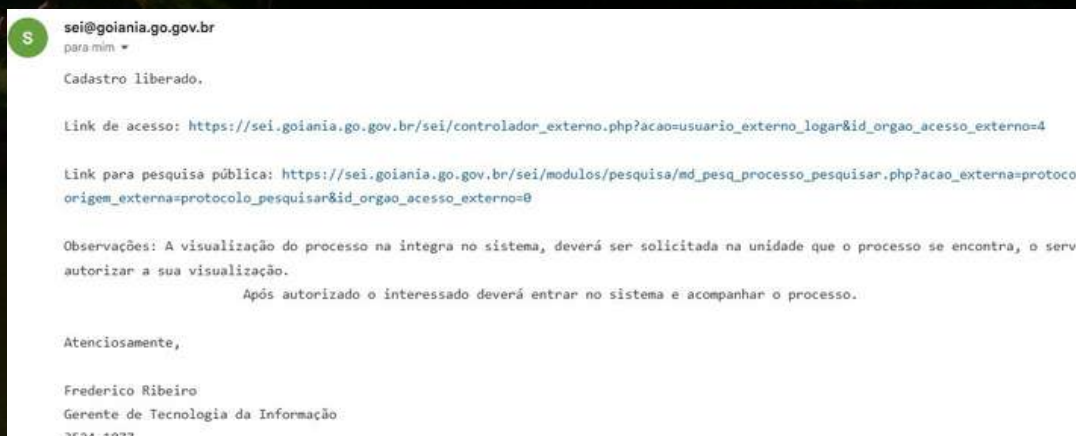 S
sei@goiania.go.gov.br
para mim
Cadastro liberado.
Link de acesso: https://sei.goiania.go.gov.br/sei/controlador_externo.php?acao=usuario_externo_logar&id_orgao_acesso_externo=4
Link para pesquisa pública: https://sei.goiania.go.gov.br/sei/modulos/pesquisa/md_pesq_processo_pesquisar.php?acao_externa=protoco
origem_externa=protocolo_pesquisar&id_orgao_acesso_externo=0
Observações: A visualização do processo na integra no sistema, deverá ser solicitada na unidade que o processo se encontra, o serv
autorizar a sua visualização.
Após autorizado o interessado deverá entrar no sistema e acompanhar o processo.
Atenciosamente,
Frederico Ribeiro
Gerente de Tecnologia da Informação